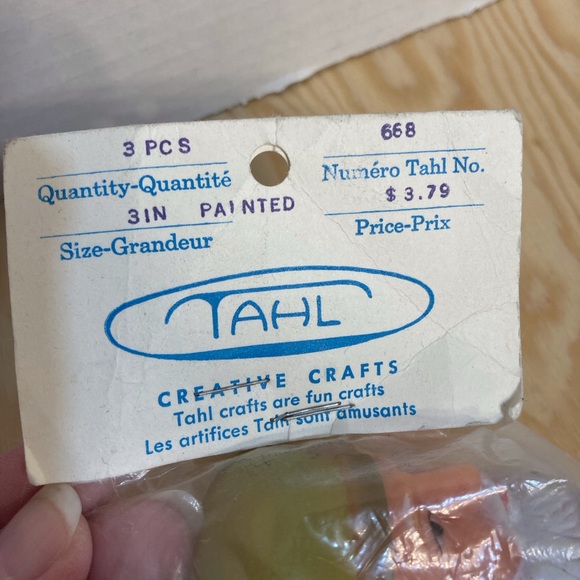 3 PCS
668
Quantity-Quantité
Numéro Tahl No.
3IN PAINTED
$3.79
Size-Grandeur
Price-Prix
TAHL
CREATIVE CRAFTS
Tahl crafts are fun crafts
Les artifices Tahl sont amusants